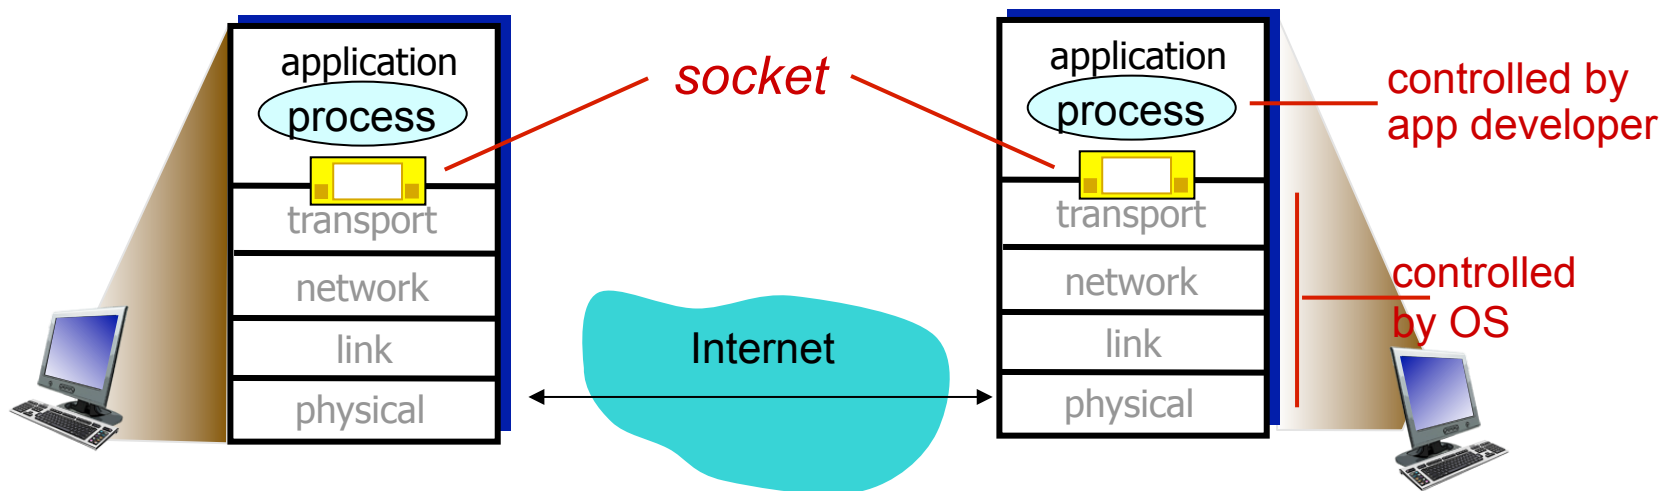 application
process
transport
network
link
physical
socket
Internet
application
process
transport
network
link
physical
controlled by
app developer
controlled
by OS